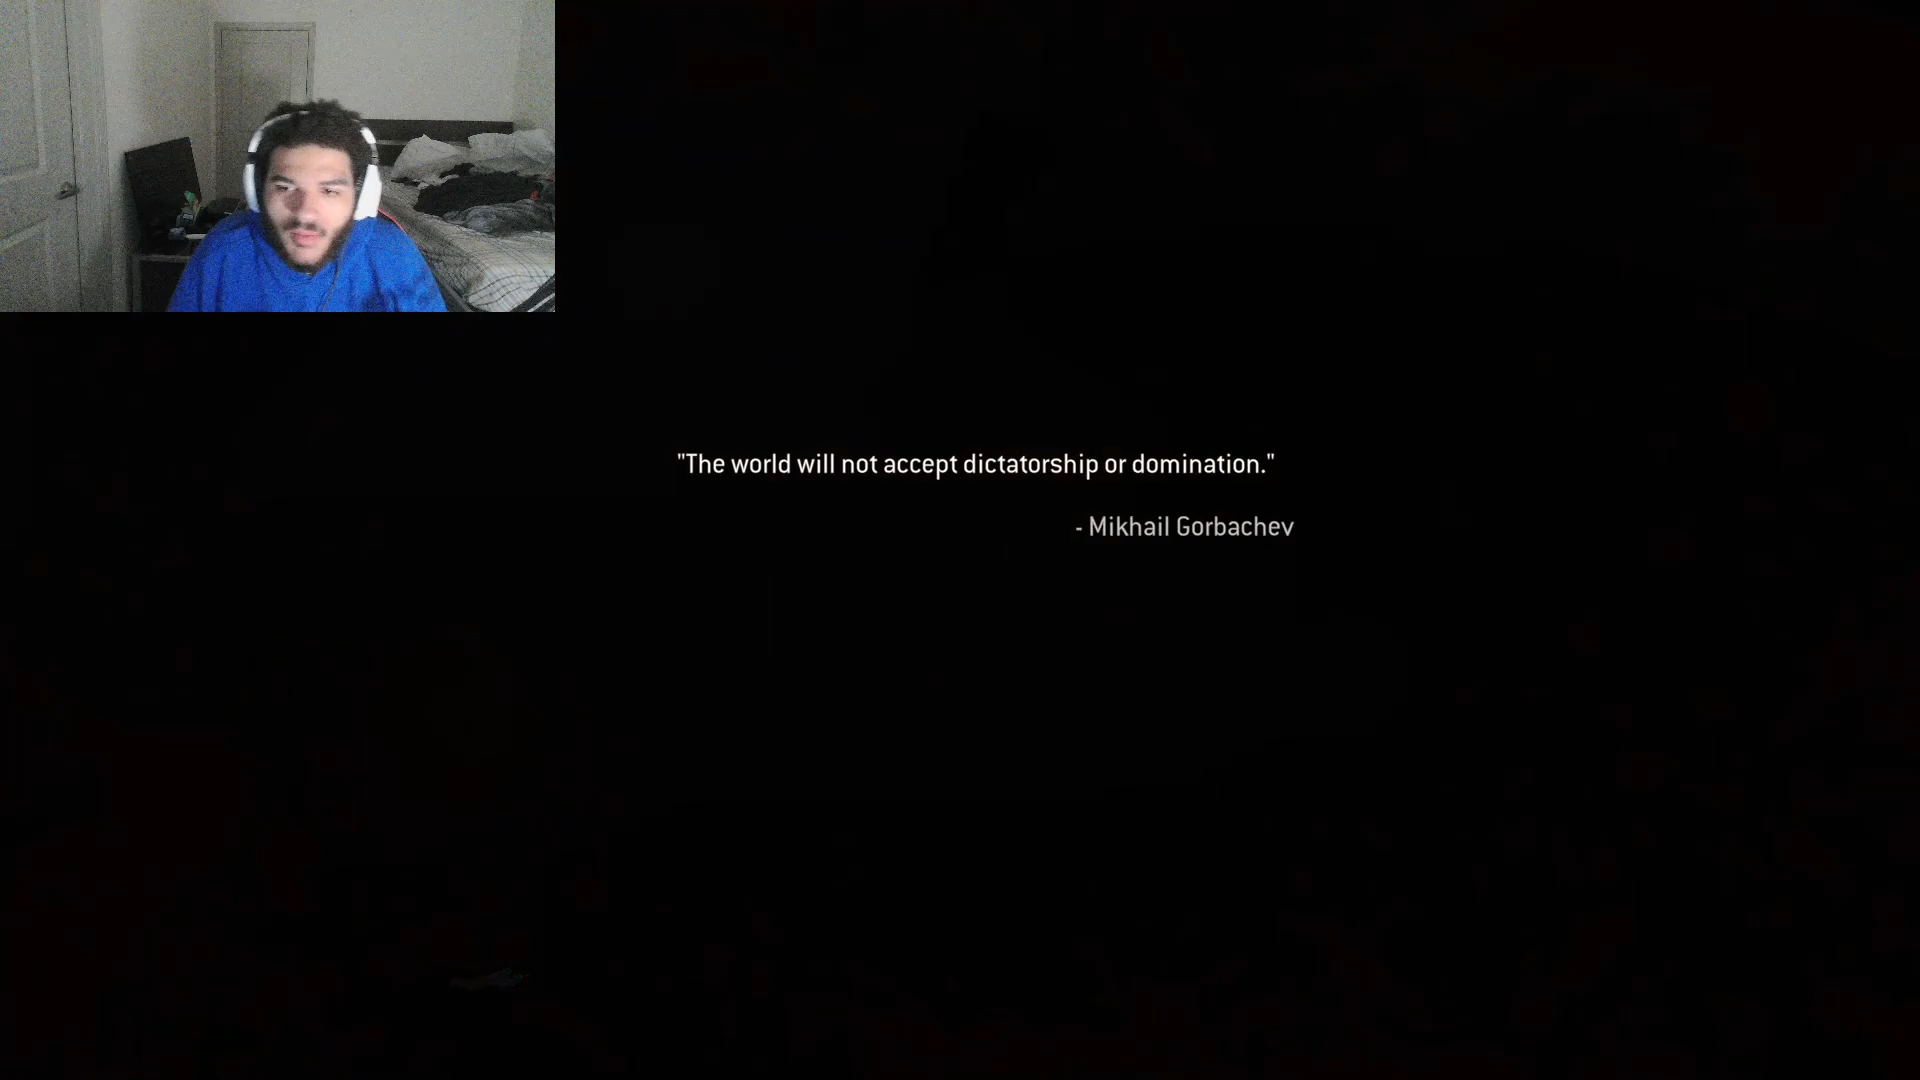 "The world will not accept dictatorship or domination."
- Mikhail Gorbachev